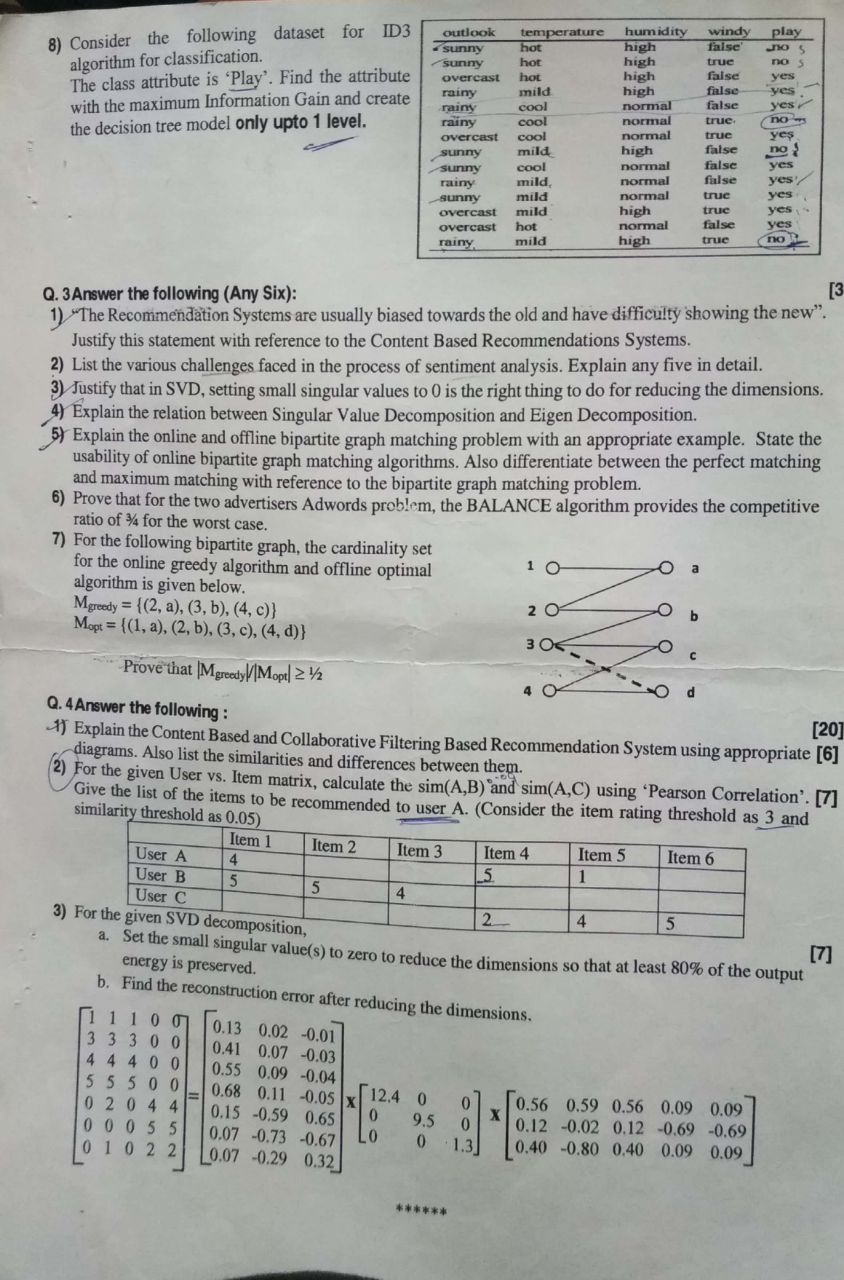 8) Consider the following dataset for ID3
algorithm for classification.
The class attribute is ‘Play’. Find the attribute
with the maximum Information Gain and create
the decision tree model only upto 1 level.
outlook temperature humidity windy play
sunny hot high false no
sunny hot high true no
overcast hot high false yes
rainy mild high false yes
rainy cool normal false yes
rainy cool normal true no
overcast cool normal true yes
sunny mild high false no
sunny cool normal false yes
rainy mild normal false yes
sunny mild normal true yes
overcast mild high true yes
overcast hot normal false yes
rainy mild high true no
Q. 3 Answer the following (Any Six): [3
1) “The Recommendation Systems are usually biased towards the old and have difficulty showing the new”.
Justify this statement with reference to the Content Based Recommendations Systems.
2) List the various challenges faced in the process of sentiment analysis. Explain any five in detail.
3) Justify that in SVD, setting small singular values to 0 is the right thing to do for reducing the dimensions.
4) Explain the relation between Singular Value Decomposition and Eigen Decomposition.
5) Explain the online and offline bipartite graph matching problem with an appropriate example. State the
usability of online bipartite graph matching algorithms. Also differentiate between the perfect matching
and maximum matching with reference to the bipartite graph matching problem.
6) Prove that for the two advertisers Adwords problem, the BALANCE algorithm provides the competitive
ratio of ¾ for the worst case.
7) For the following bipartite graph, the cardinality set
for the online greedy algorithm and offline optimal
algorithm is given below.
Mgreedy = {(2, a), (3, b), (4, c)}
Mopt = {(1, a), (2, b), (3, c), (4, d)}
Prove that |Mgreedy|/|Mopt| ≥ ½
1 a
2 b
3 c
4 d
Q. 4 Answer the following : [20]
1) Explain the Content Based and Collaborative Filtering Based Recommendation System using appropriate [6]
diagrams. Also list the similarities and differences between them.
2) For the given User vs. Item matrix, calculate the sim(A,B) and sim(A,C) using ‘Pearson Correlation’. [7]
Give the list of the items to be recommended to user A. (Consider the item rating threshold as 3 and
similarity threshold as 0.05)
Item 1 Item 2 Item 3 Item 4 Item 5 Item 6
User A 4 5 1
User B 5 5 4
User C 2 4 5
3) For the given SVD decomposition, [7]
a. Set the small singular value(s) to zero to reduce the dimensions so that at least 80% of the output
energy is preserved.
b. Find the reconstruction error after reducing the dimensions.
1 1 1 0 0 0.13 0.02 -0.01
3 3 3 0 0 0.41 0.07 -0.03
4 4 4 0 0 0.55 0.09 -0.04
5 5 5 0 0 = 0.68 0.11 -0.05 x 12.4 0 0 x 0.56 0.59 0.56 0.09 0.09
0 2 0 4 4 0.15 -0.59 0.65 0 9.5 0 0.12 -0.02 0.12 -0.69 -0.69
0 0 0 5 5 0.07 -0.73 -0.67 0 0 1.3 0.40 -0.80 0.40 0.09 0.09
0 1 0 2 2 0.07 -0.29 0.32
******